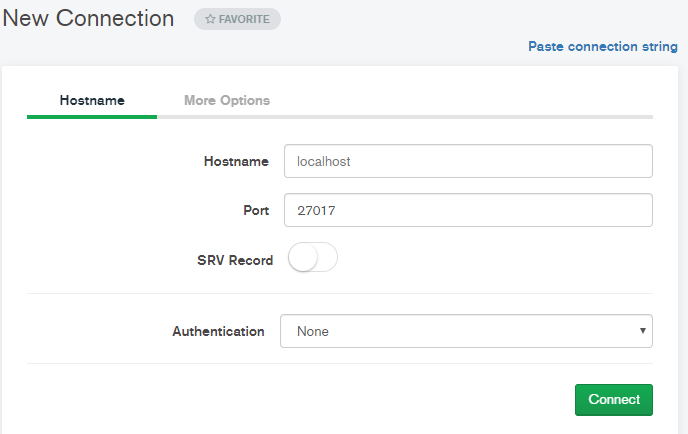 New Connection FAVORITE
Paste connection string
Hostname More Options
Hostname localhost
Port 27017
SRV Record
Authentication None
Connect